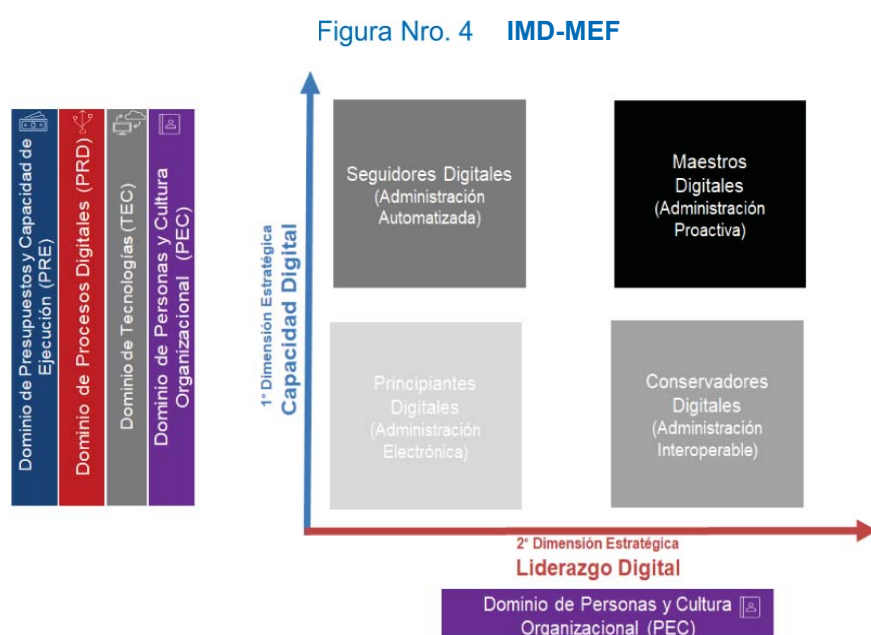 Figura Nro. 4 IMD-MEF
Dominio de Presupuestos y Capacidad de
Ejecución (PRE)
Dominio de Procesos Digitales (PRD)
Dominio de Tecnologías (TEC)
Dominio de Personas y Cultura
Organizacional (PEC)
1° Dimensión Estratégica
Capacidad Digital
Seguidores Digitales
(Administración
Automatizada)
Maestros
Digitales
(Administración
Proactiva)
Principiantes
Digitales
(Administración
Electrónica)
Conservadores
Digitales
(Administración
Interoperable)
2° Dimensión Estratégica
Liderazgo Digital
Dominio de Personas y Cultura
Organizacional (PEC)